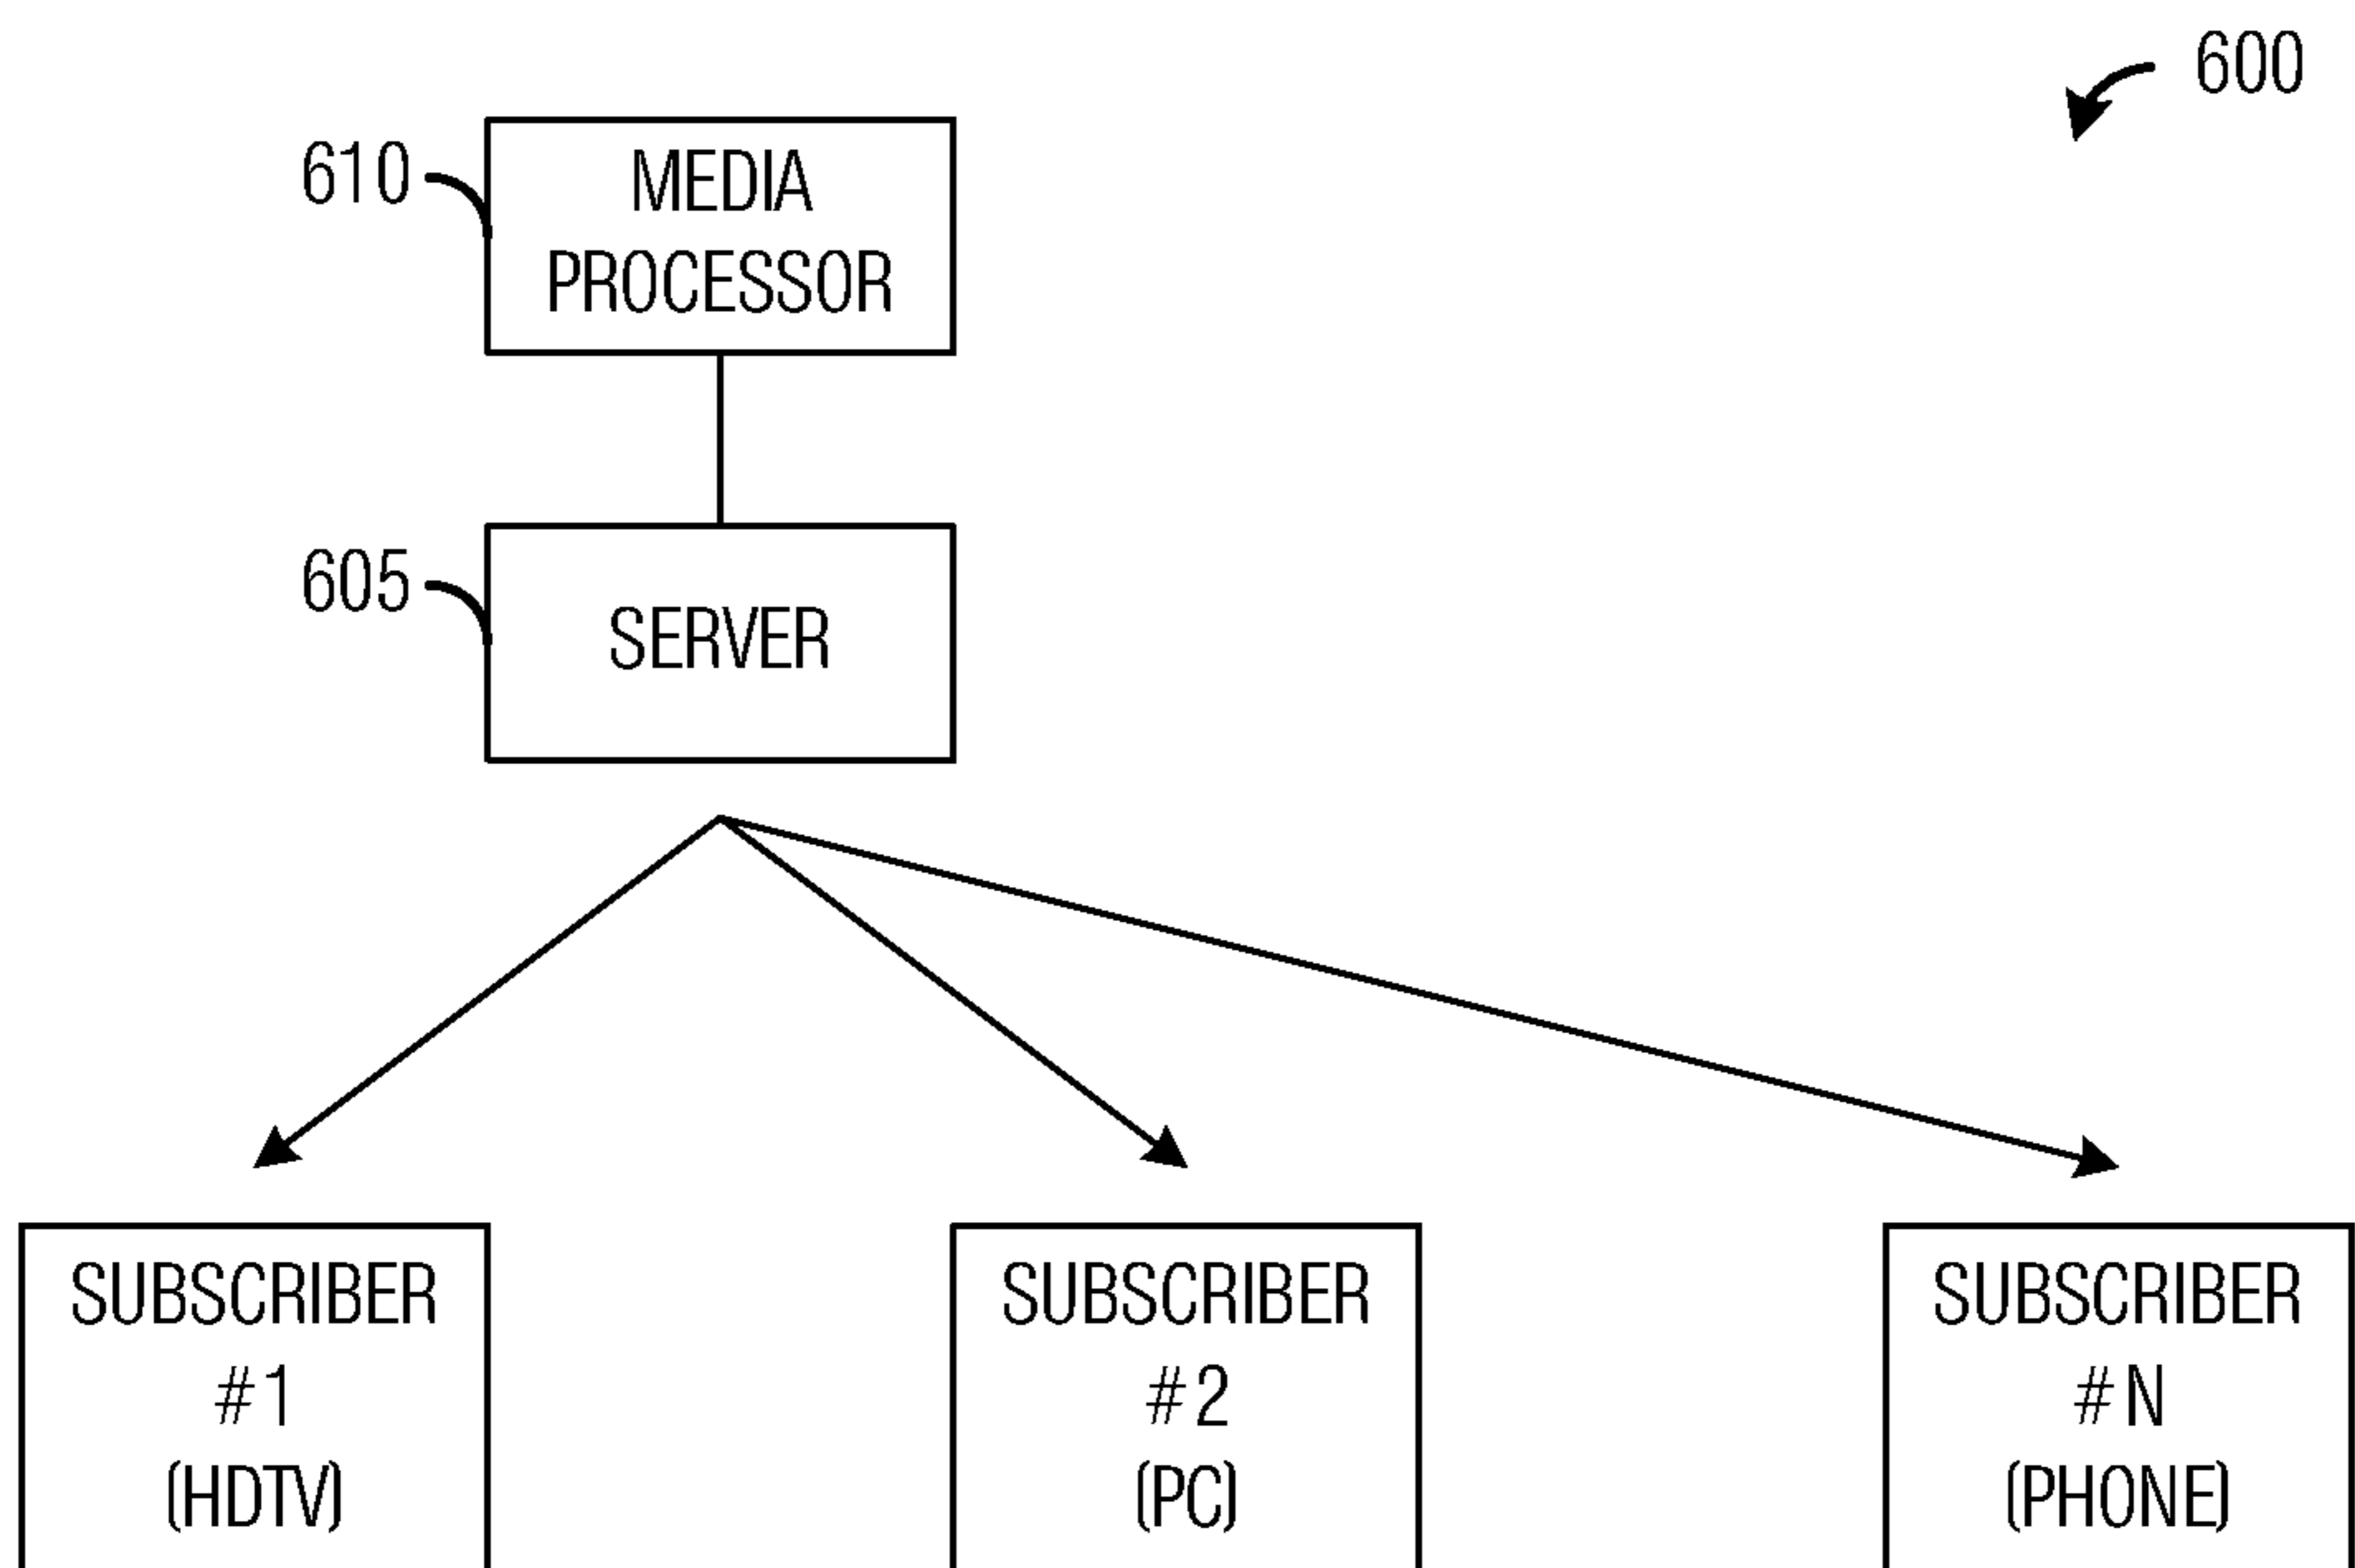 600
610
MEDIA
PROCESSOR
605
SERVER
SUBSCRIBER
#1
(HDTV)
SUBSCRIBER
#2
(PC)
SUBSCRIBER
#N
(PHONE)